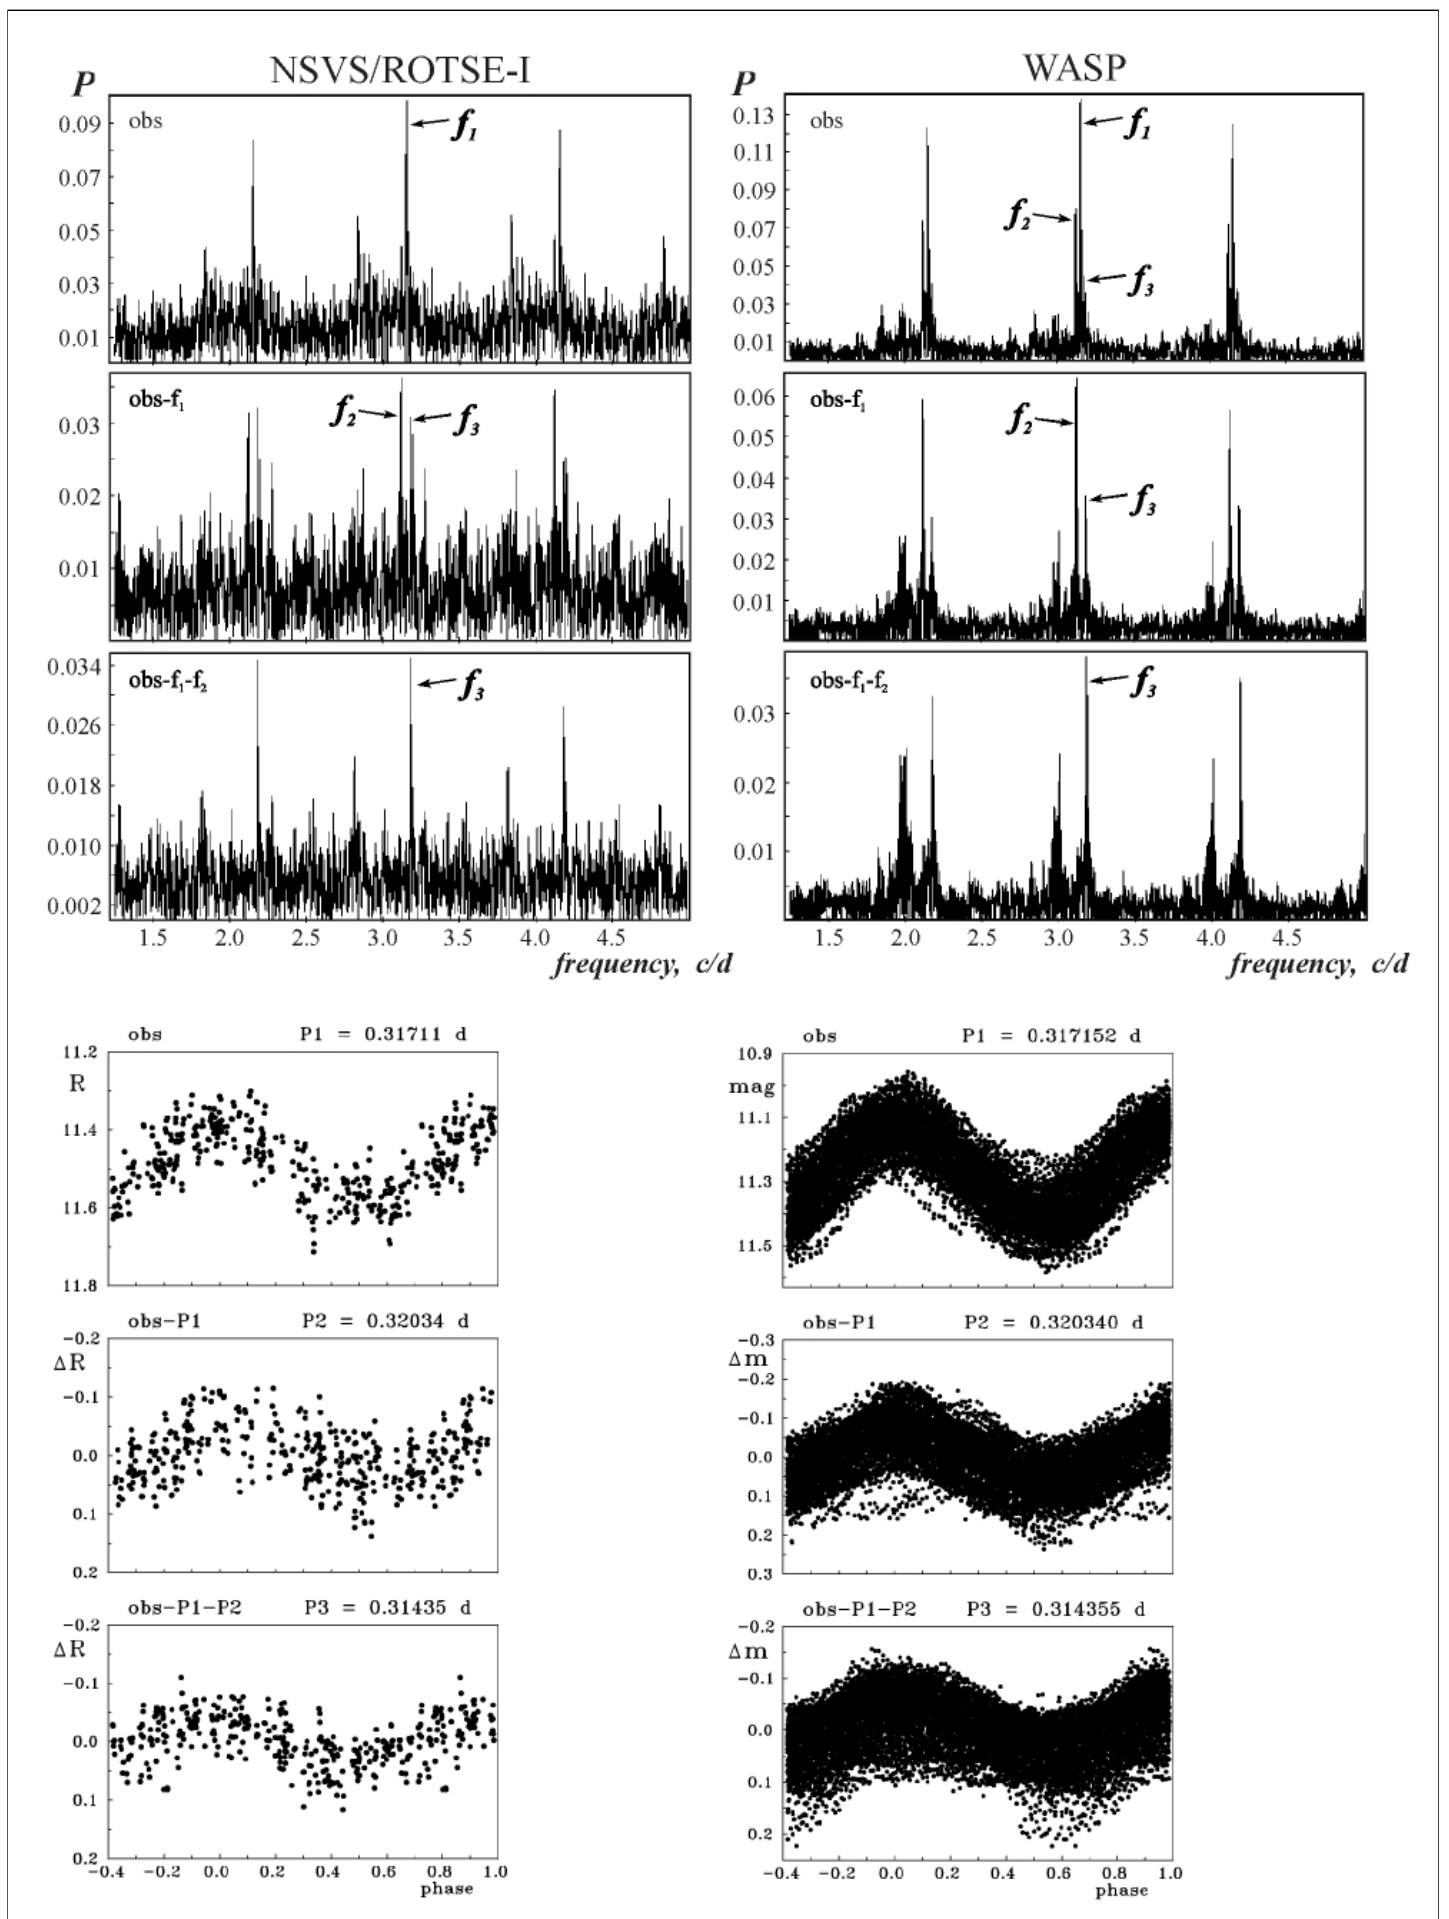 NSVS/ROTSE-I
P
obs
f1
0.09
0.07
0.05
0.03
0.01
obs-f1
f2
f3
0.03
0.02
0.01
obs-f1-f2
f3
0.034
0.026
0.018
0.010
0.002
1.5 2.0 2.5 3.0 3.5 4.0 4.5
frequency, c/d
WASP
P
obs
f1
f2
f3
0.13
0.11
0.09
0.07
0.05
0.03
0.01
obs-f1
f2
f3
0.06
0.05
0.04
0.03
0.02
0.01
obs-f1-f2
f3
0.03
0.02
0.01
1.5 2.0 2.5 3.0 3.5 4.0 4.5
frequency, c/d
obs P1 = 0.31711 d
11.2
R
11.4
11.6
11.8
obs-P1 P2 = 0.32034 d
-0.2
ΔR
-0.1
0.0
0.1
0.2
obs-P1-P2 P3 = 0.31435 d
-0.2
ΔR
-0.1
0.0
0.1
0.2
-0.4 -0.2 0.0 0.2 0.4 0.6 0.8 1.0
phase
obs P1 = 0.317152 d
10.9
mag
11.1
11.3
11.5
obs-P1 P2 = 0.320340 d
-0.3
Δm
-0.2
-0.1
0.0
0.1
0.2
0.3
obs-P1-P2 P3 = 0.314355 d
-0.2
Δm
-0.1
0.0
0.1
0.2
-0.4 -0.2 0.0 0.2 0.4 0.6 0.8 1.0
phase